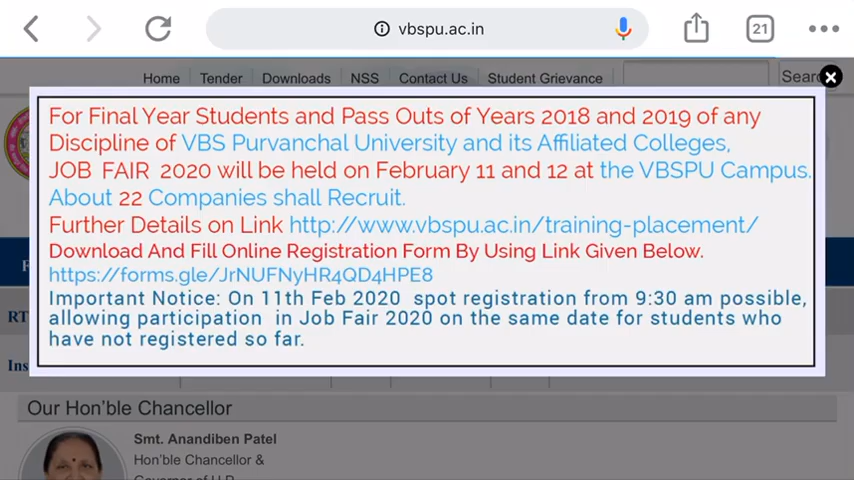 vbspu.ac.in
21
Home Tender Downloads NSS Contact Us Student Grievance
For Final Year Students and Pass Outs of Years 2018 and 2019 of any
Discipline of VBS Purvanchal University and its Affiliated Colleges,
JOB FAIR 2020 will be held on February 11 and 12 at the VBSPU Campus.
About 22 Companies shall Recruit.
Further Details on Link http://www.vbspu.ac.in/training-placement/
Download And Fill Online Registration Form By Using Link Given Below.
https://forms.gle/JrNUFNyHR4QD4HPE8
Important Notice: On 11th Feb 2020 spot registration from 9:30 am possible,
allowing participation in Job Fair 2020 on the same date for students who
have not registered so far.
RT
Ins
Our Hon'ble Chancellor
Smt. Anandiben Patel
Hon'ble Chancellor &
Governor of U.P.